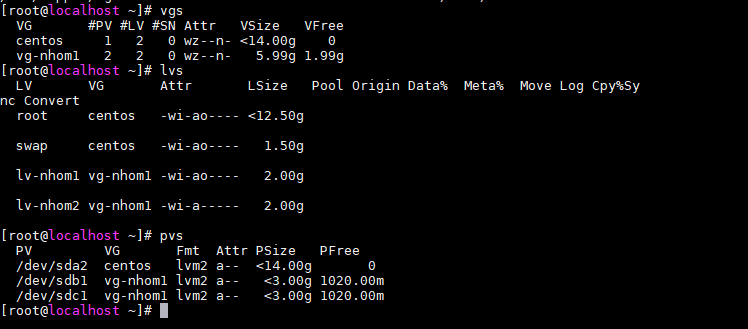 [root@localhost ~]# vgs
  VG       #PV #LV #SN Attr   VSize   VFree
  centos     1   2   0 wz--n- <14.00g    0
  vg-nhom1   2   2   0 wz--n-   5.99g 1.99g
[root@localhost ~]# lvs
  LV       VG       Attr       LSize   Pool Origin Data%  Meta%  Move Log Cpy%Sy
nc Convert
  root     centos   -wi-ao---- <12.50g
  swap     centos   -wi-ao----   1.50g
  lv-nhom1 vg-nhom1 -wi-ao----   2.00g
  lv-nhom2 vg-nhom1 -wi-a-----   2.00g
[root@localhost ~]# pvs
  PV         VG       Fmt  Attr PSize   PFree
  /dev/sda2  centos   lvm2 a--  <14.00g       0
  /dev/sdb1  vg-nhom1 lvm2 a--   <3.00g 1020.00m
  /dev/sdc1  vg-nhom1 lvm2 a--   <3.00g 1020.00m
[root@localhost ~]#